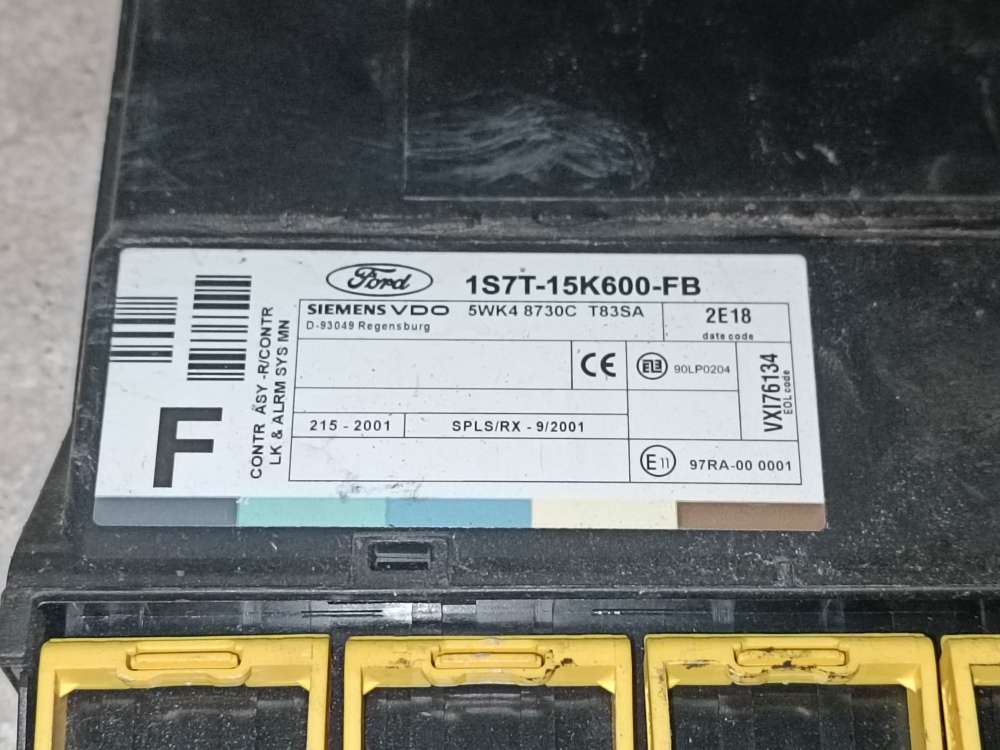 Ford 1S7T-15K600-FB
SIEMENS VDO 5WK4 8730C T83SA
D-93049 Regensburg
2E18
date code
CE
90LP0204
VXI76134
EOL code
215 - 2001 SPLS/RX - 9/2001
E11 97RA-00 0001
F
CONTR ASY -R/CONTR
LK & ALRM SYS MN